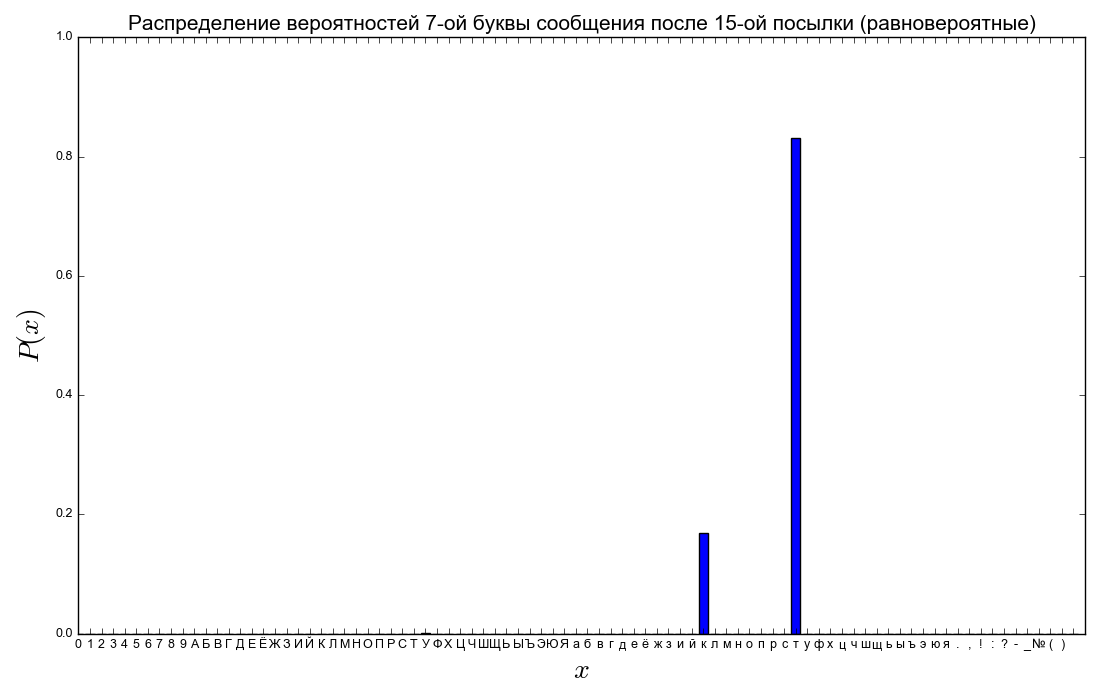 Распределение вероятностей 7-ой буквы сообщения после 15-ой посылки (равновероятные)
1.0
0.8
0.6
0.4
0.2
0.0
P(x)
0 1 2 3 4 5 6 7 8 9 А Б В Г Д Е Ё Ж З И Й К Л М Н О П Р С Т У Ф Х Ц Ч Ш Щ Ь Ы Ъ Э Ю Я а б в г д е ё ж з и й к л м н о п р с т у ф х ц ч ш щ ь ы ъ э ю я . , ! : ? - _ № ( )
x